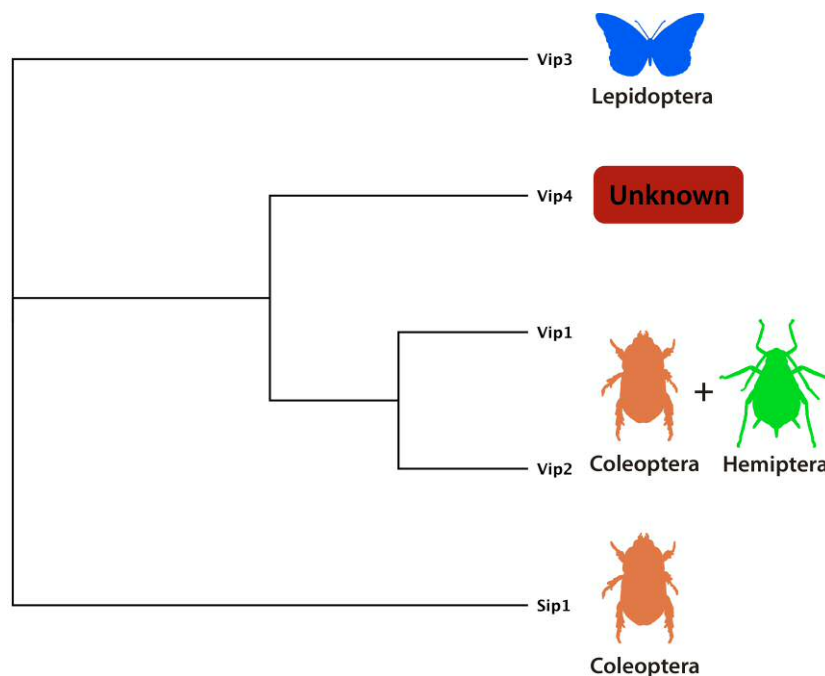 Vip3
Lepidoptera
Vip4
Unknown
Vip1
+
Coleoptera
Hemiptera
Vip2
Sip1
Coleoptera